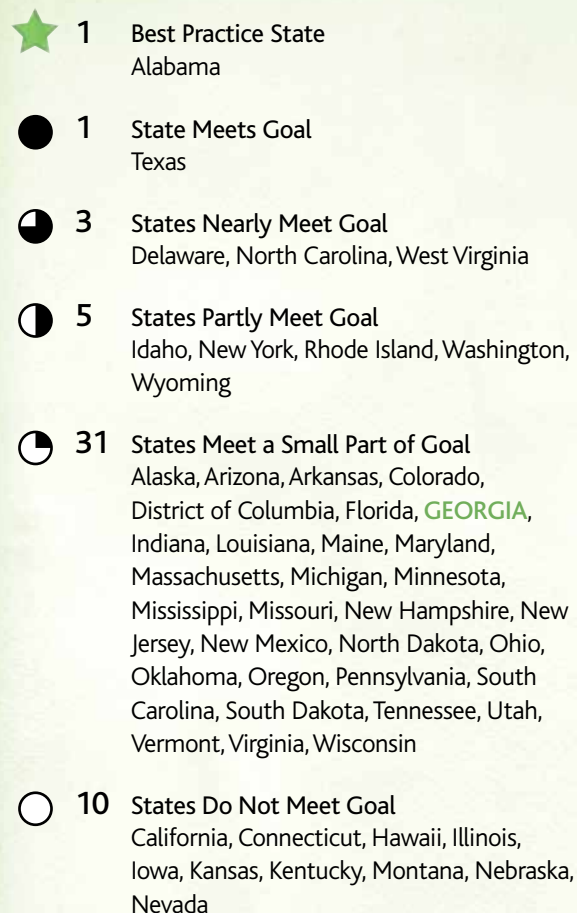 1 Best Practice State
Alabama
1 State Meets Goal
Texas
3 States Nearly Meet Goal
Delaware, North Carolina, West Virginia
5 States Partly Meet Goal
Idaho, New York, Rhode Island, Washington,
Wyoming
31 States Meet a Small Part of Goal
Alaska, Arizona, Arkansas, Colorado,
District of Columbia, Florida, GEORGIA,
Indiana, Louisiana, Maine, Maryland,
Massachusetts, Michigan, Minnesota,
Mississippi, Missouri, New Hampshire, New
Jersey, New Mexico, North Dakota, Ohio,
Oklahoma, Oregon, Pennsylvania, South
Carolina, South Dakota, Tennessee, Utah,
Vermont, Virginia, Wisconsin
10 States Do Not Meet Goal
California, Connecticut, Hawaii, Illinois,
Iowa, Kansas, Kentucky, Montana, Nebraska,
Nevada